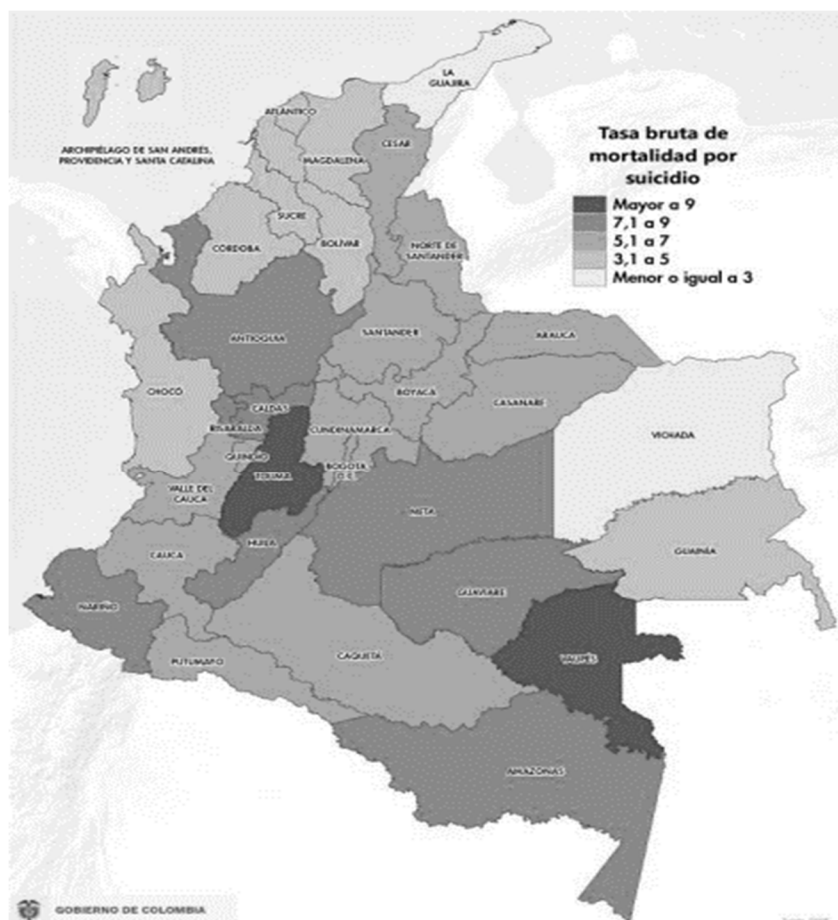 LA
GUAJIRA
ATLÁNTICO
ARCHIPIÉLAGO DE SAN ANDRÉS,
PROVIDENCIA Y SANTA CATALINA
MAGDALENA
CESAR
Tasa bruta de
mortalidad por
suicidio
Mayor a 9
7,1 a 9
5,1 a 7
3,1 a 5
Menor o igual a 3
SUCRE
CÓRDOBA
BOLÍVAR
NORTE DE
SANTANDER
ANTIOQUIA
SANTANDER
ARAUCA
CHOCÓ
BOYACÁ
CASANARE
CALDAS
RISARALDA
CUNDINAMARCA
VICHADA
QUINDÍO
BOGOTÁ
D.C.
TOLIMA
VALLE DEL
CAUCA
META
HUILA
CAUCA
GUAINÍA
GUAVIARE
NARIÑO
CAQUETÁ
VAUPÉS
PUTUMAYO
AMAZONAS
GOBIERNO DE COLOMBIA